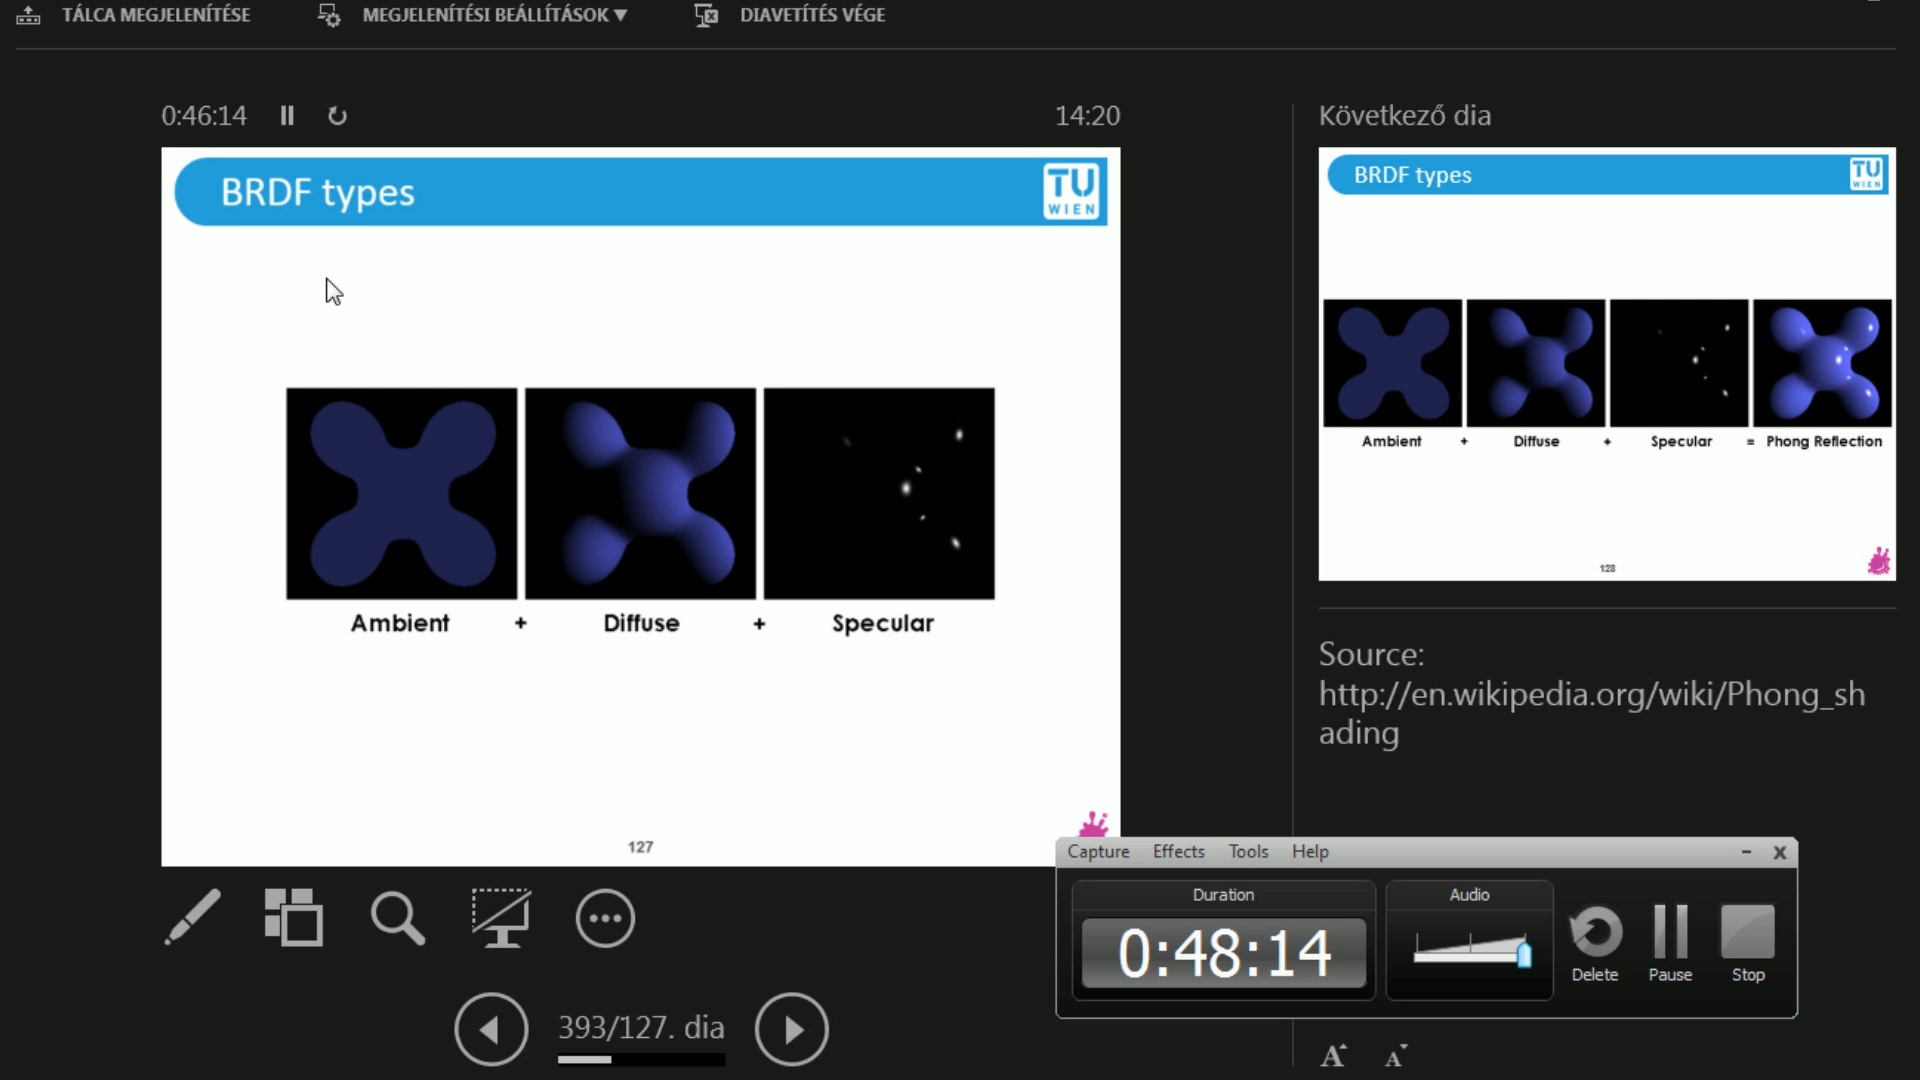 TÁLCA MEGJELENÍTÉSE MEGJELENÍTÉSI BEÁLLÍTÁSOK ▼ DIAVETÍTÉS VÉGE
0:46:14 14:20
BRDF types
TU
WIEN
Ambient + Diffuse + Specular
127
Következő dia
BRDF types
TU
WIEN
Ambient + Diffuse + Specular = Phong Reflection
128
Source:
http://en.wikipedia.org/wiki/Phong_sh
ading
Capture Effects Tools Help
Duration Audio
0:48:14
Delete Pause Stop
393/127. dia
A A